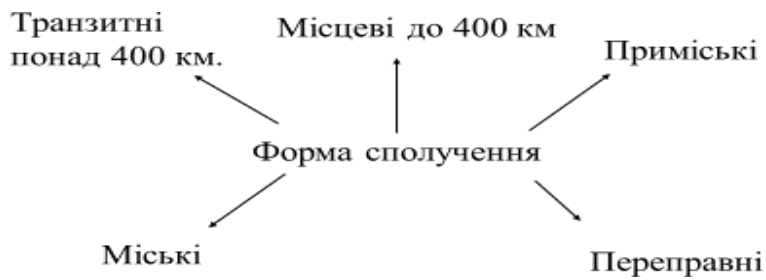 Транзитні
понад 400 км.
Місцеві до 400 км
Приміські
Форма сполучення
Міські
Переправні